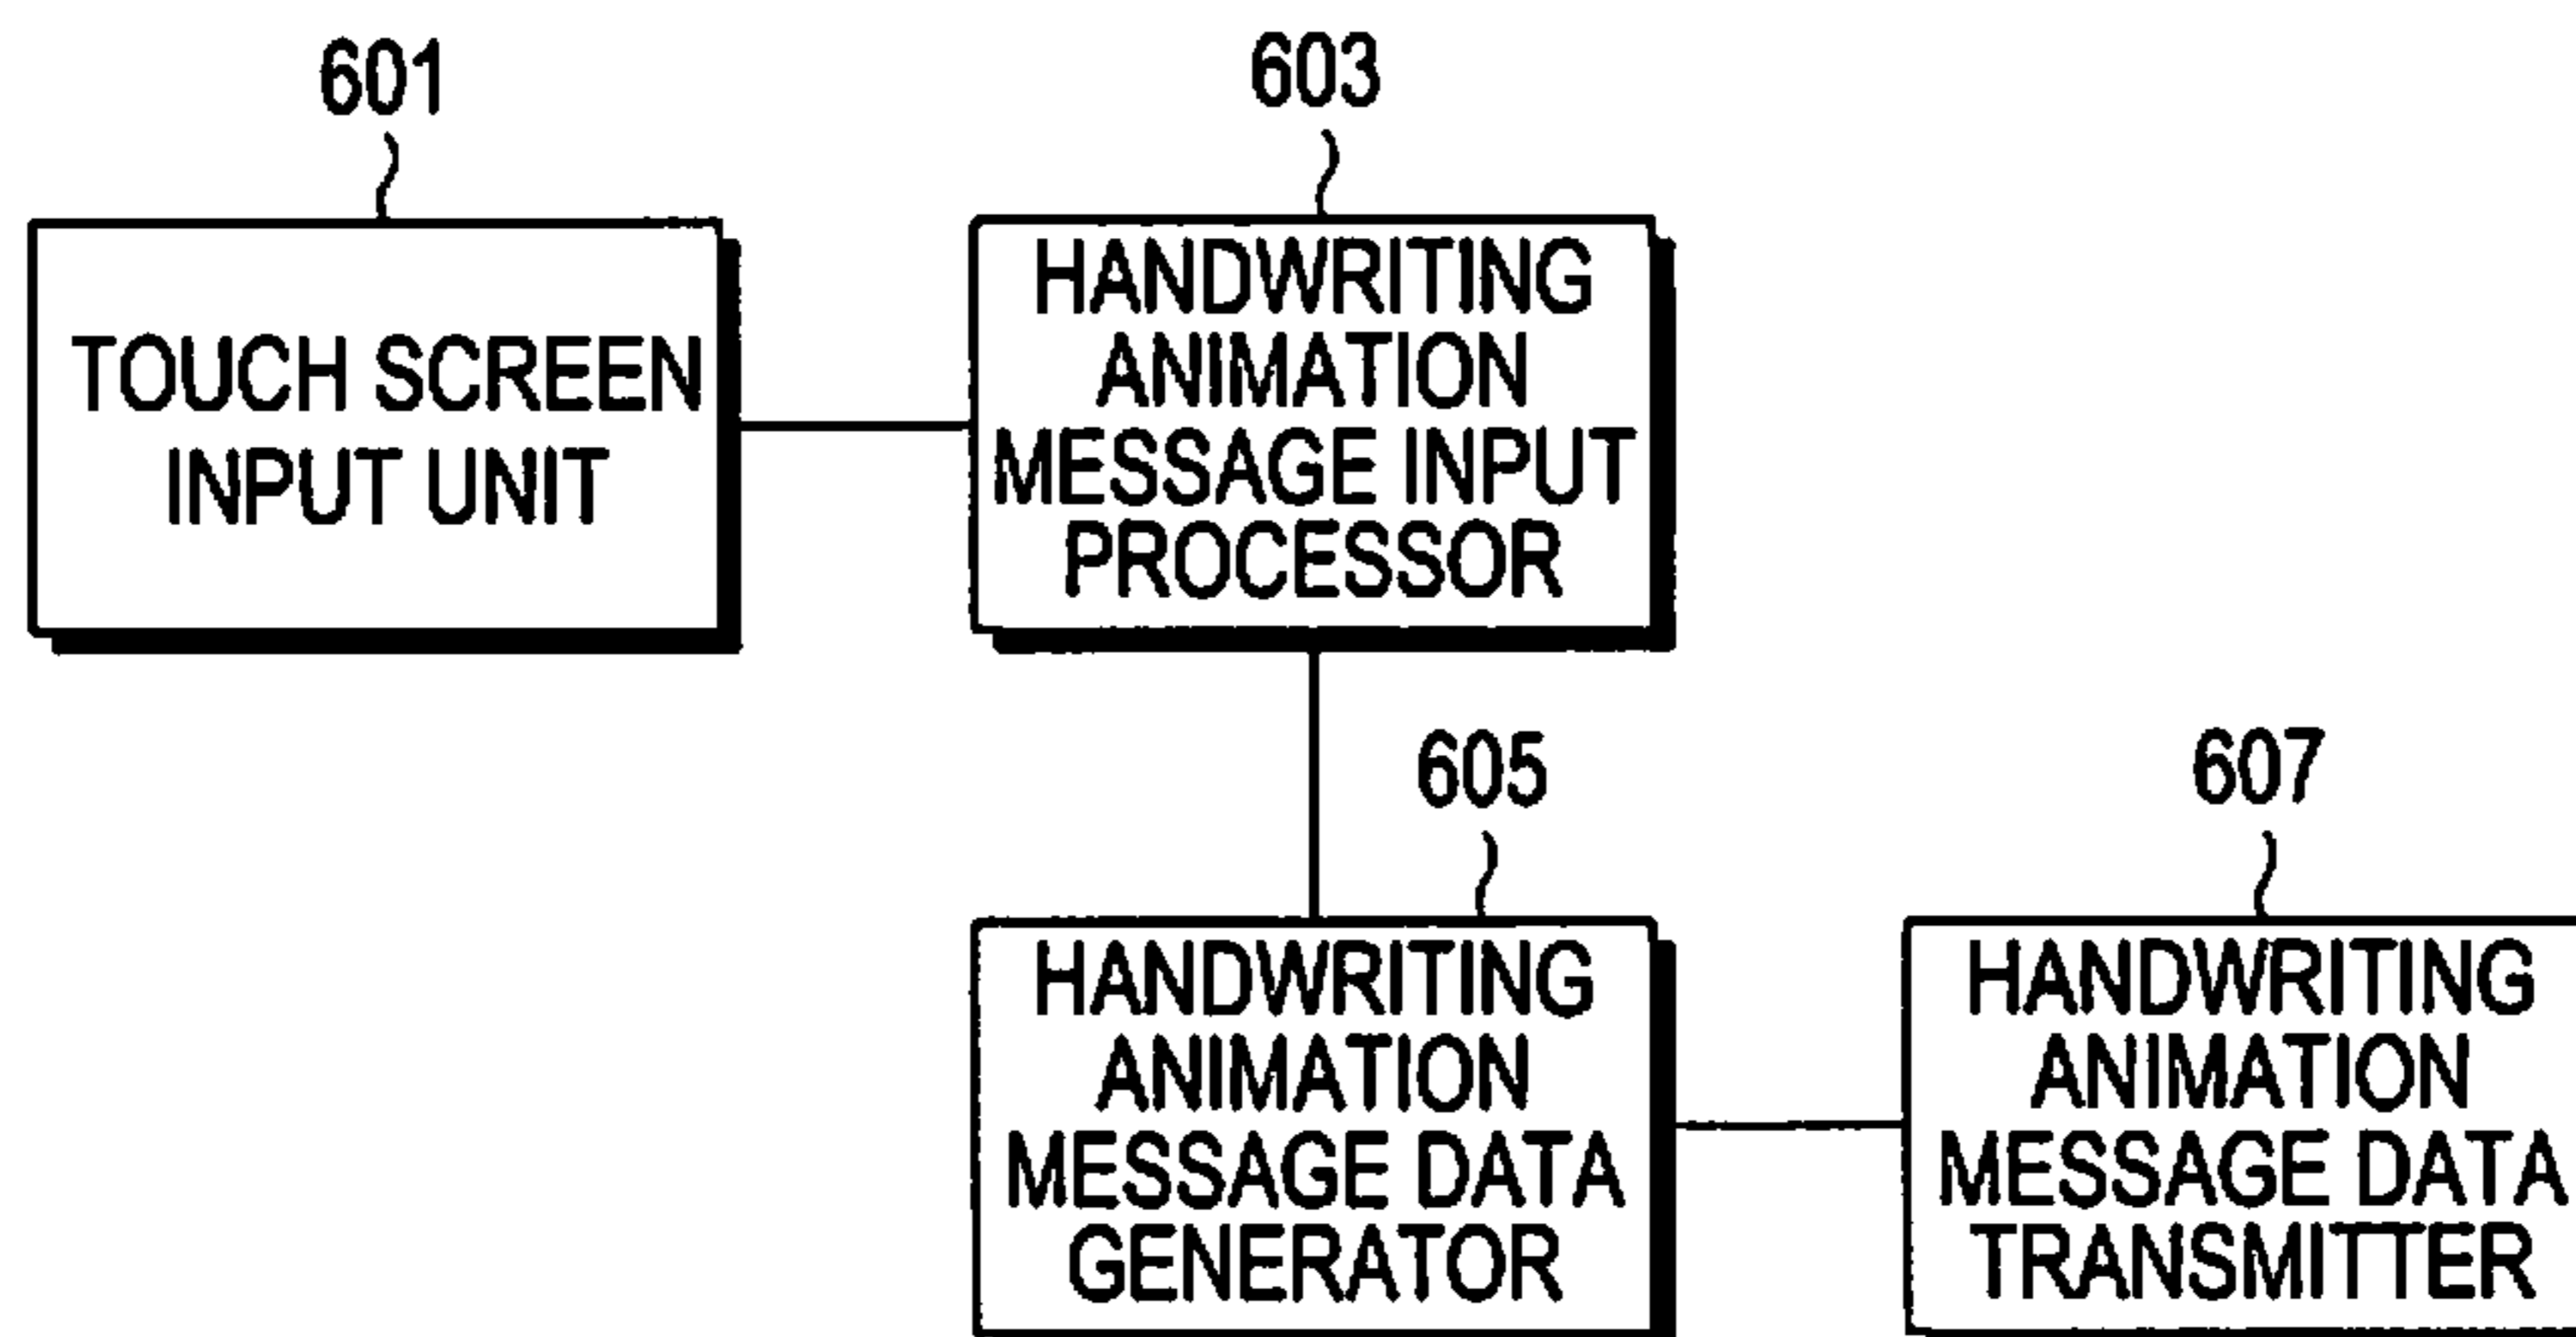 601
TOUCH SCREEN
INPUT UNIT
603
HANDWRITING
ANIMATION
MESSAGE INPUT
PROCESSOR
605
HANDWRITING
ANIMATION
MESSAGE DATA
GENERATOR
607
HANDWRITING
ANIMATION
MESSAGE DATA
TRANSMITTER